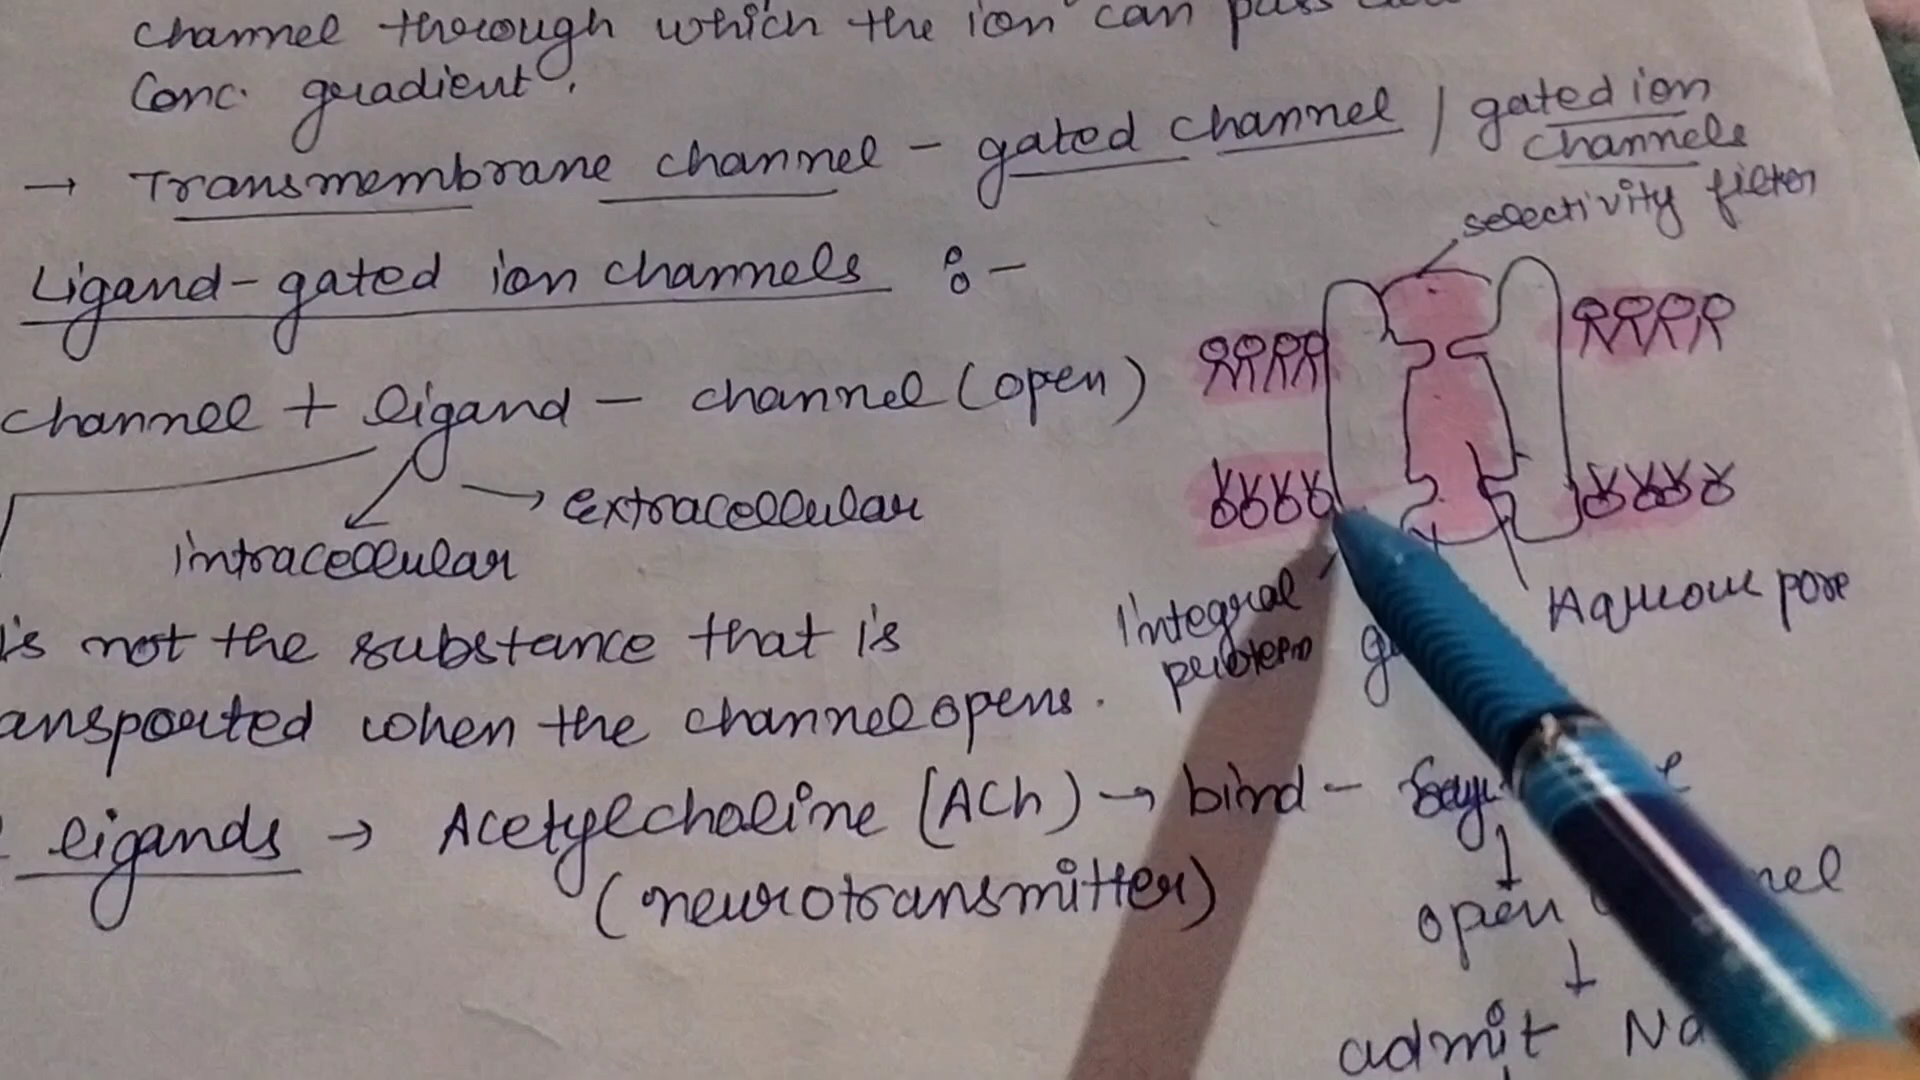 channel through which the ion can pass
Conc. gradient.
→ Transmembrane channel - gated channel / gated ion channels
selectivity filter
Ligand-gated ion channels :-
channel + ligand - channel (open)
extracellular
intracellular
is not the substance that is
ansported when the channel opens.
Integral
protein
Aqueous pore
ligands → Acetylcholine (ACh) → bind -
(neurotransmitter)
open
admit Na